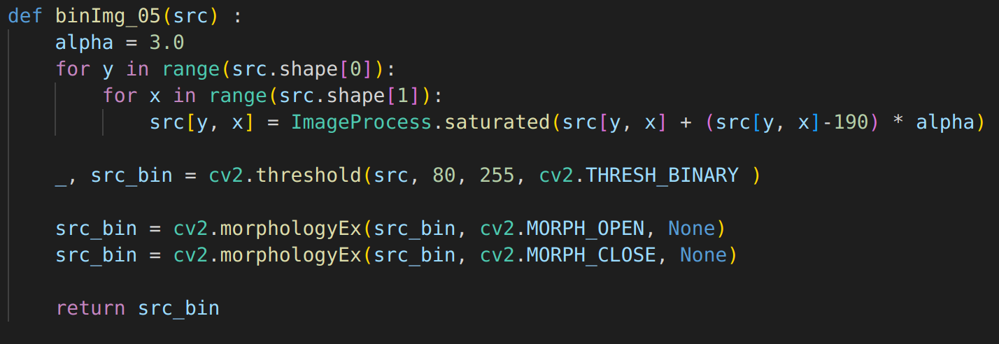 def binImg_05(src) :
    alpha = 3.0
    for y in range(src.shape[0]):
        for x in range(src.shape[1]):
            src[y, x] = ImageProcess.saturated(src[y, x] + (src[y, x]-190) * alpha)
    _, src_bin = cv2.threshold(src, 80, 255, cv2.THRESH_BINARY )
    src_bin = cv2.morphologyEx(src_bin, cv2.MORPH_OPEN, None)
    src_bin = cv2.morphologyEx(src_bin, cv2.MORPH_CLOSE, None)
    return src_bin